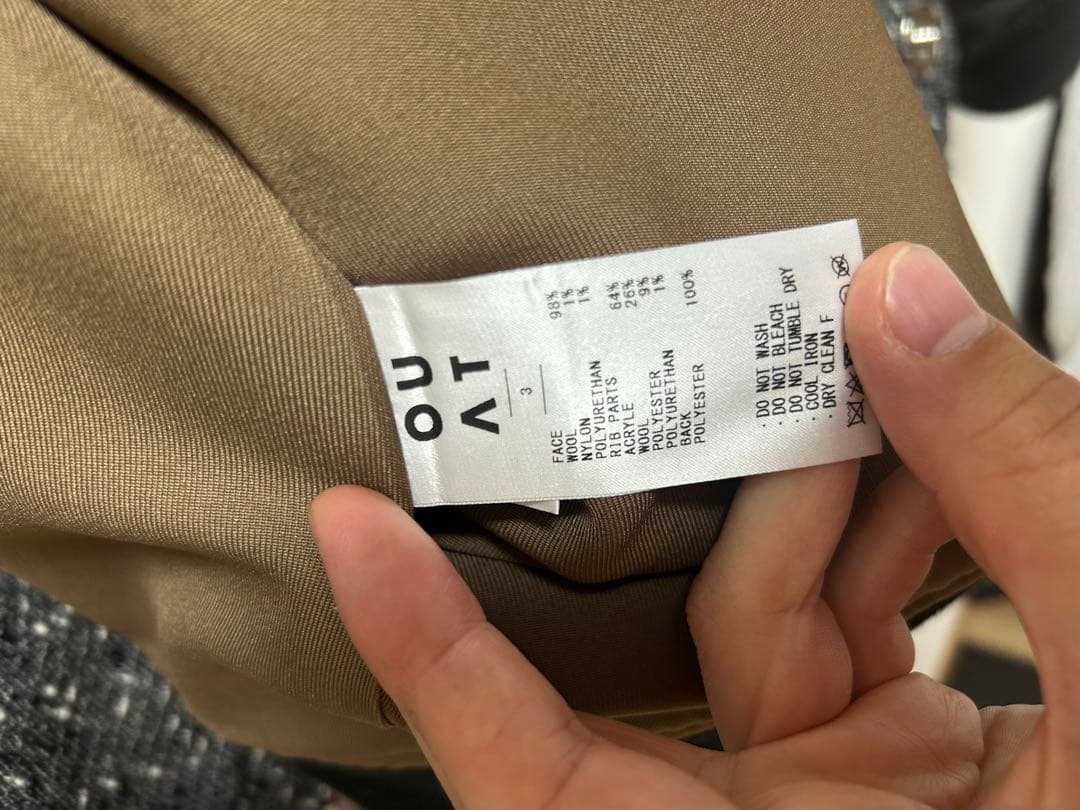 OU
AT
3
FACE
WOOL 98%
NYLON 1%
POLYURETHAN 1%
RIB PARTS
ACRYLE 64%
WOOL 26%
POLYESTER 9%
POLYURETHAN 1%
BACK
POLYESTER 100%
· DO NOT WASH
· DO NOT BLEACH
· DO NOT TUMBLE DRY
· COOL IRON
· DRY CLEAN F